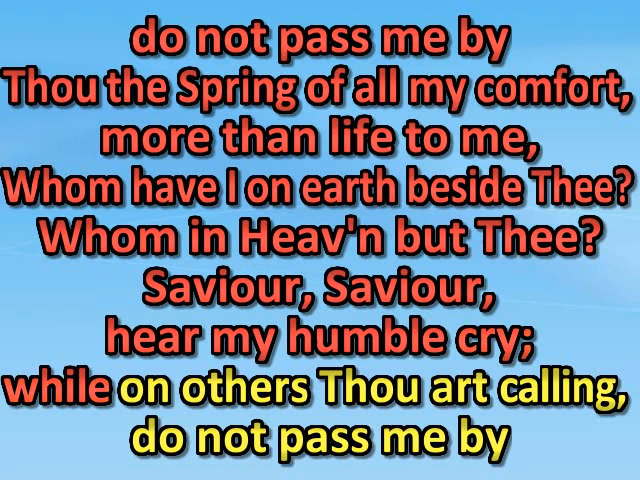 do not pass me by
Thou the Spring of all my comfort,
more than life to me,
Whom have I on earth beside Thee?
Whom in Heav'n but Thee?
Saviour, Saviour,
hear my humble cry;
while on others Thou art calling,
do not pass me by